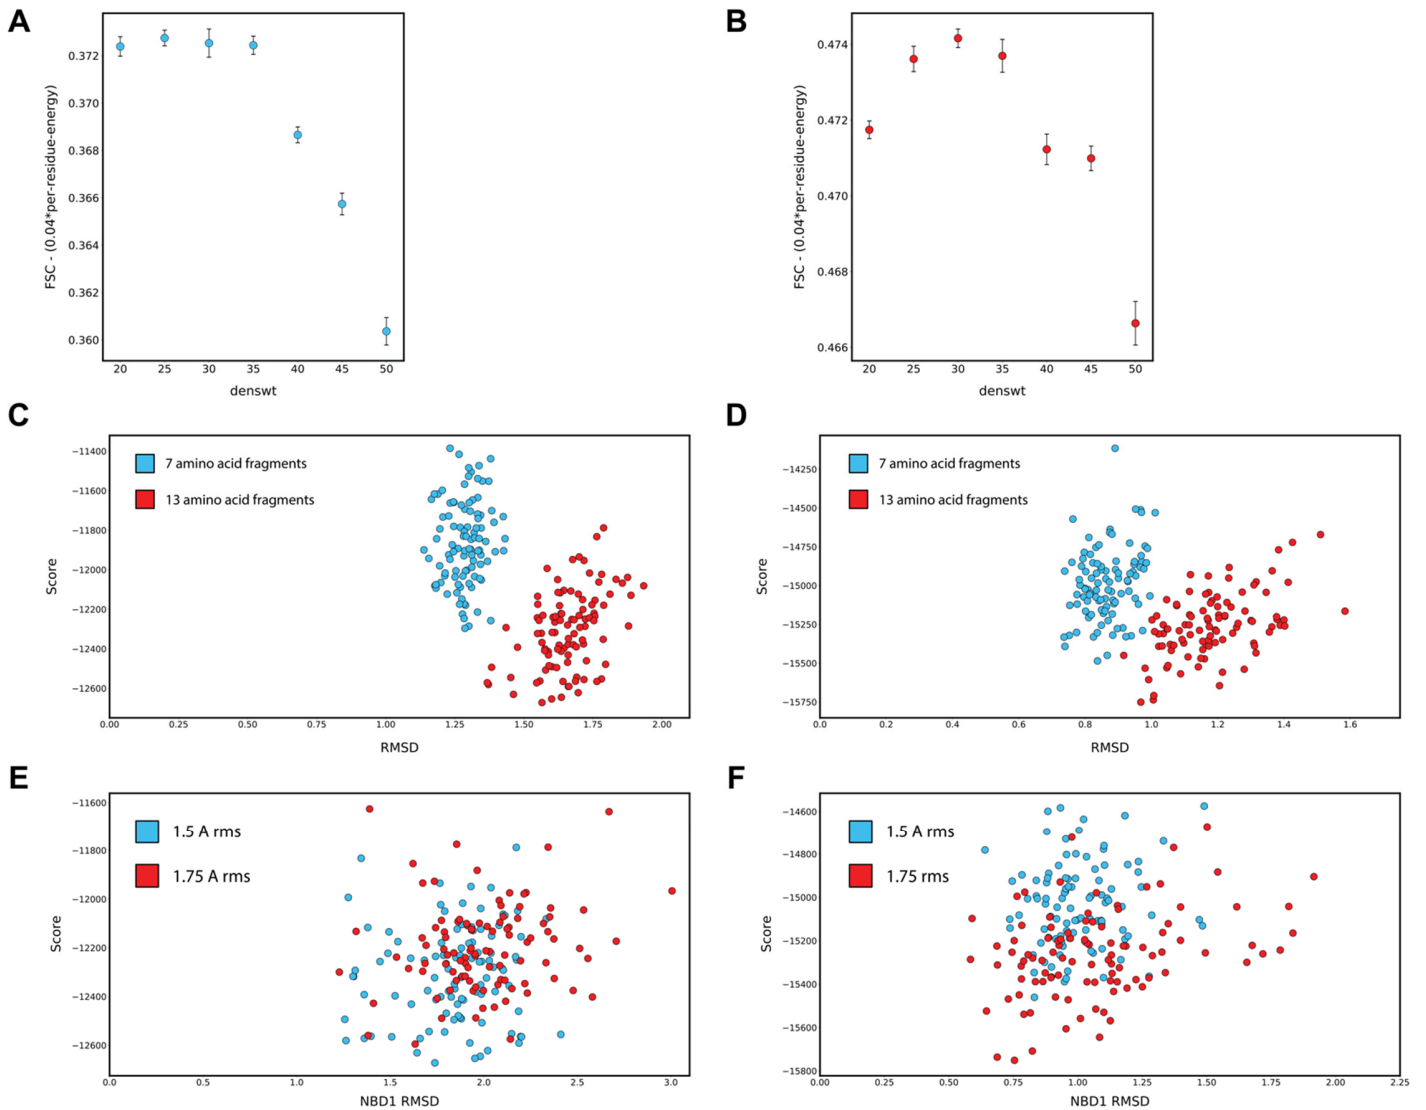 A
FSC - (0.04*per-residue-energy)
0.372
0.370
0.368
0.366
0.364
0.362
0.360
20 25 30 35 40 45 50
denswt
B
FSC - (0.04*per-residue-energy)
0.474
0.472
0.470
0.468
0.466
20 25 30 35 40 45 50
denswt
C
Score
−11400
−11600
−11800
−12000
−12200
−12400
−12600
7 amino acid fragments
13 amino acid fragments
0.00 0.25 0.50 0.75 1.00 1.25 1.50 1.75 2.00
RMSD
D
Score
−14250
−14500
−14750
−15000
−15250
−15500
−15750
7 amino acid fragments
13 amino acid fragments
0.0 0.2 0.4 0.6 0.8 1.0 1.2 1.4 1.6
RMSD
E
Score
−11600
−11800
−12000
−12200
−12400
−12600
1.5 A rms
1.75 A rms
0.0 0.5 1.0 1.5 2.0 2.5 3.0
NBD1 RMSD
F
Score
−14600
−14800
−15000
−15200
−15400
−15600
−15800
1.5 A rms
1.75 rms
0.00 0.25 0.50 0.75 1.00 1.25 1.50 1.75 2.00 2.25
NBD1 RMSD